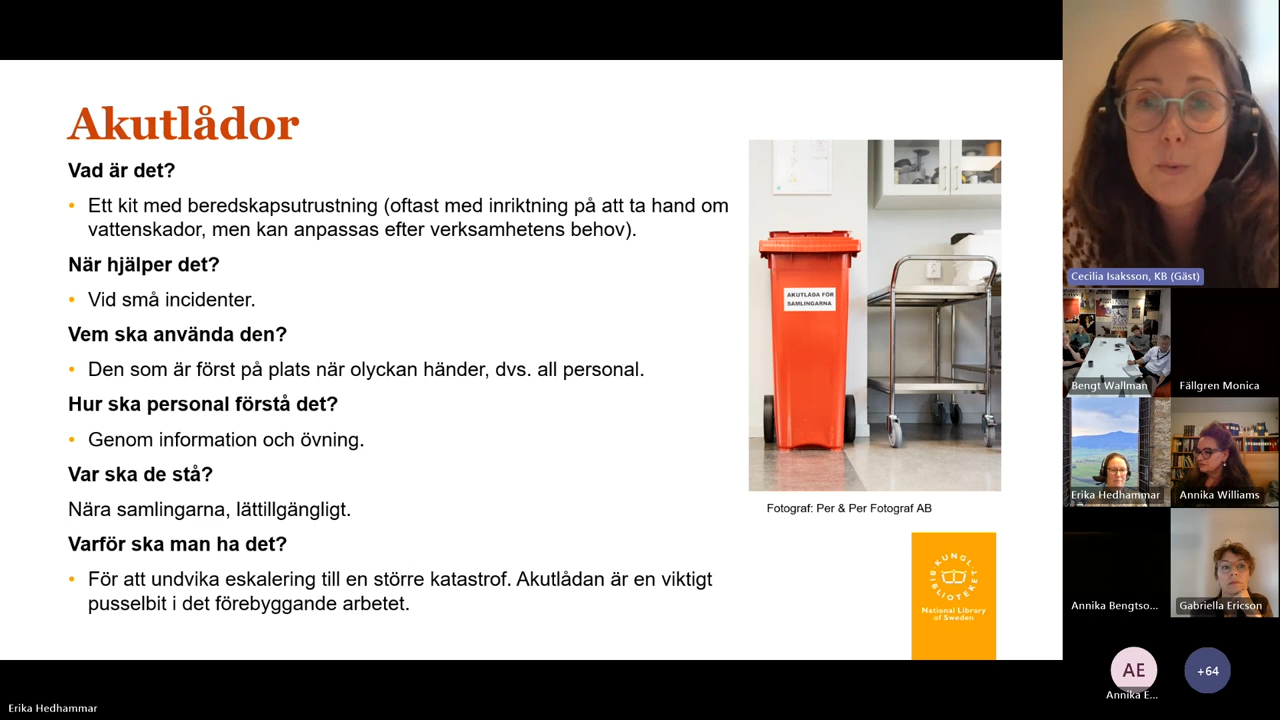 Akutlådor
Vad är det?
• Ett kit med beredskapsutrustning (oftast med inriktning på att ta hand om
vattenskador, men kan anpassas efter verksamhetens behov).
När hjälper det?
• Vid små incidenter.
Vem ska använda den?
• Den som är först på plats när olyckan händer, dvs. all personal.
Hur ska personal förstå det?
• Genom information och övning.
Var ska de stå?
Nära samlingarna, lättillgängligt.
Varför ska man ha det?
• För att undvika eskalering till en större katastrof. Akutlådan är en viktigt
pusselbit i det förebyggande arbetet.
AKUTLÅDA FÖR
SAMLINGARNA
Fotograf: Per & Per Fotograf AB
KUNGL
BIBLIOTEKET
National Library
of Sweden
Cecilia Isaksson, KB (Gäst)
Bengt Wallman
Fällgren Monica
Erika Hedhammar
Annika Williams
Annika Bengtso...
Gabriella Ericson
AE
+64
Annika E...
Erika Hedhammar